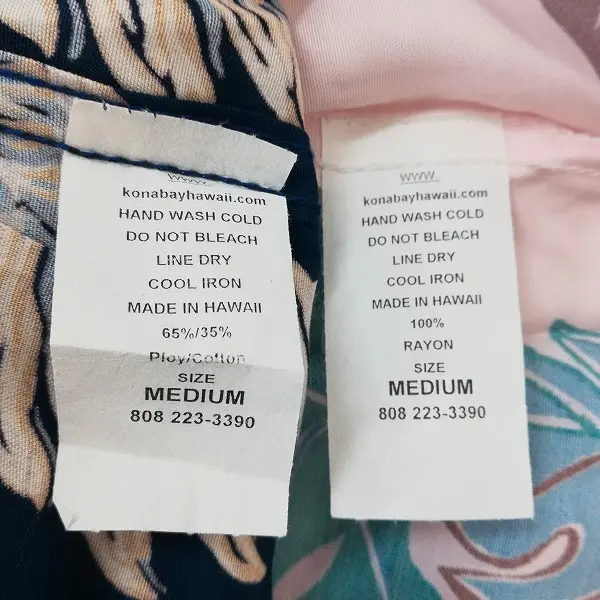 www.
konabayhawaii.com
HAND WASH COLD
DO NOT BLEACH
LINE DRY
COOL IRON
MADE IN HAWAII
65%/35%
Ploy/Cotton
SIZE
MEDIUM
808 223-3390
www.
konabayhawaii.com
HAND WASH COLD
DO NOT BLEACH
LINE DRY
COOL IRON
MADE IN HAWAII
100%
RAYON
SIZE
MEDIUM
808 223-3390